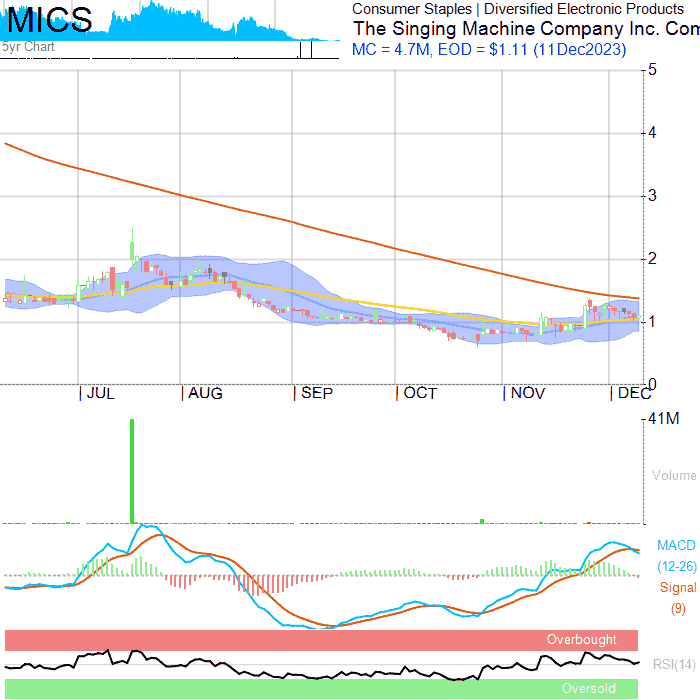 MICS
5yr Chart
Consumer Staples | Diversified Electronic Products
The Singing Machine Company Inc. Com
MC = 4.7M, EOD = $1.11 (11Dec2023)
5
4
3
2
1
0
JUL AUG SEP OCT NOV DEC
41M
Volume
MACD
(12-26)
Signal
(9)
Overbought
RSI(14)
Oversold